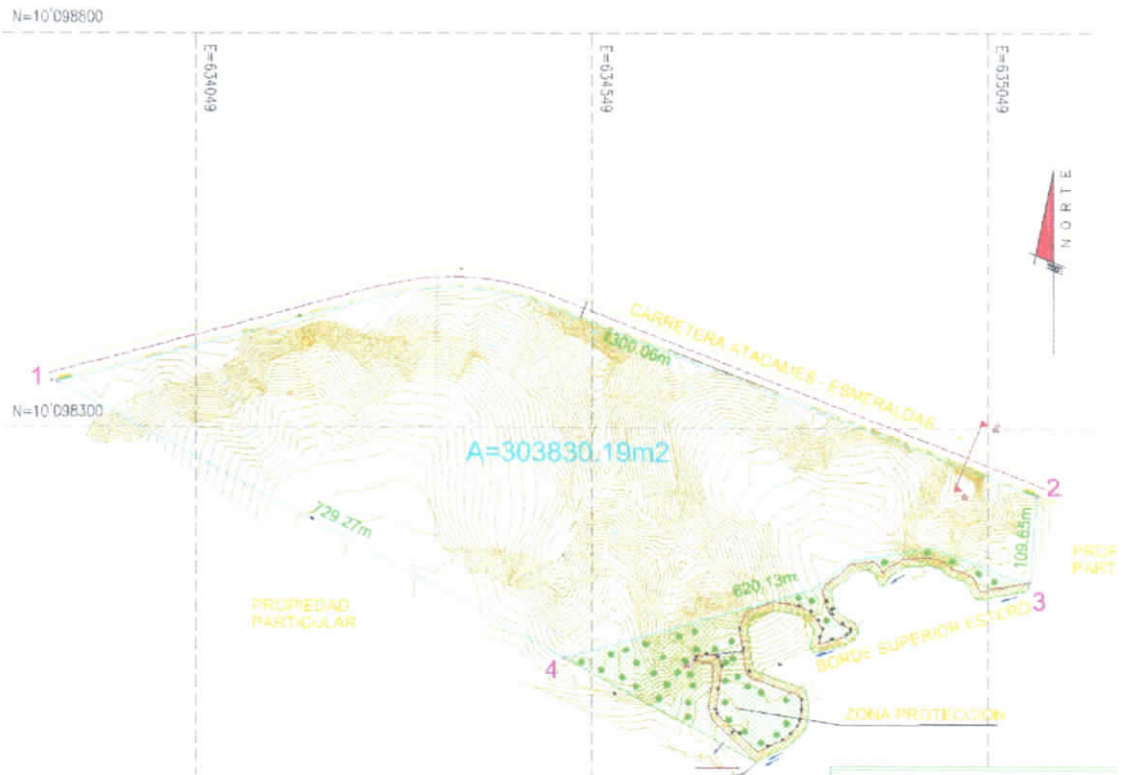 N=10'098800
E=634049
E=634549
E=635049
NORTE
CARRETERA ATACAMES - ESMERALDAS
1300.06m
1
N=10'098300
A=303830.19m2
2
729.27m
109.65m
PROPIEDAD
PARTICULAR
620.13m
PROP
PART
3
4
BORDE SUPERIOR ESTERO
ZONA PROTECCION